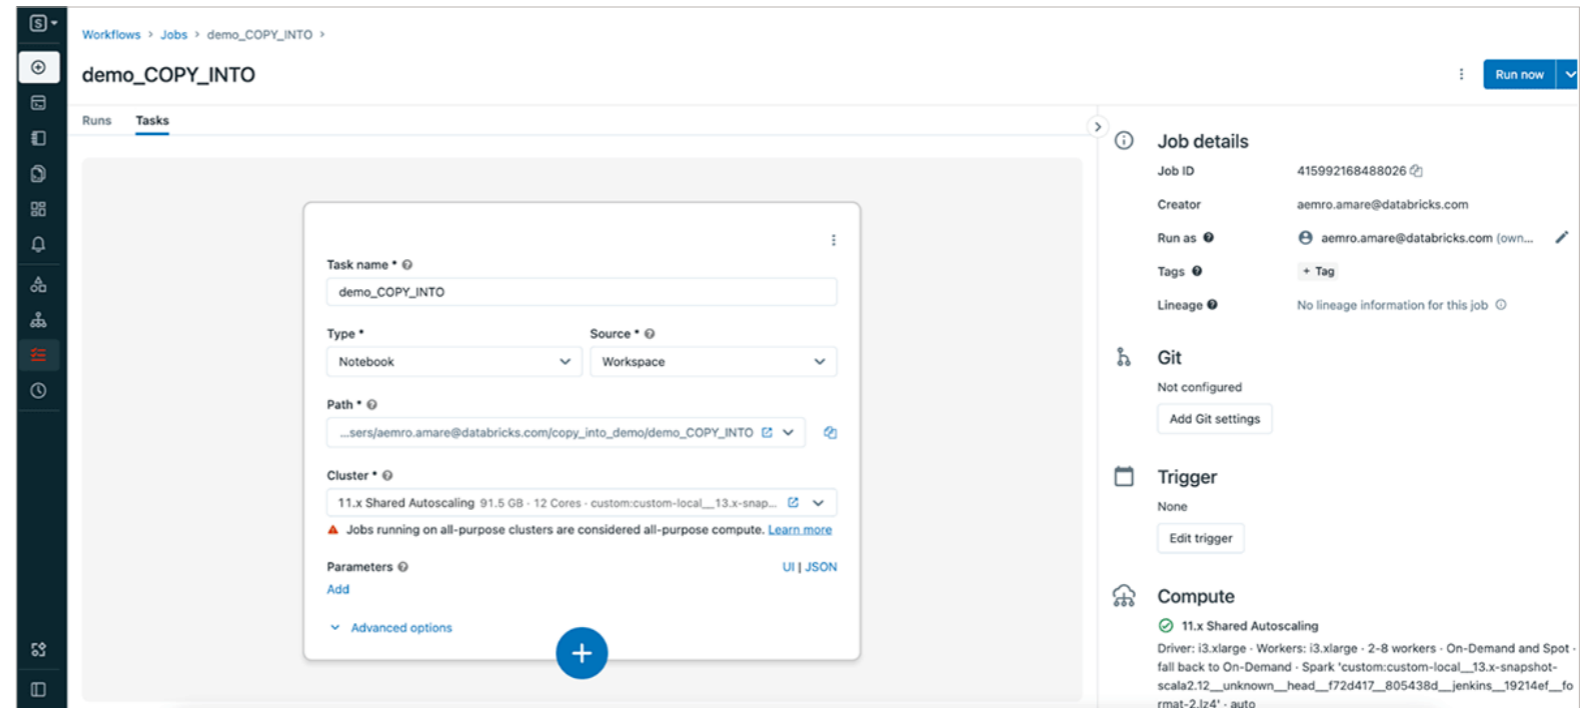 S
Workflows > Jobs > demo_COPY_INTO >
demo_COPY_INTO
Run now
Runs Tasks
Task name *
demo_COPY_INTO
Type * Source *
Notebook Workspace
Path *
...sers/aemro.amare@databricks.com/copy_into_demo/demo_COPY_INTO
Cluster *
11.x Shared Autoscaling 91.5 GB · 12 Cores · custom:custom-local__13.x-snap...
Jobs running on all-purpose clusters are considered all-purpose compute. Learn more
Parameters UI | JSON
Add
Advanced options
Job details
Job ID 415992168488026
Creator aemro.amare@databricks.com
Run as aemro.amare@databricks.com (own...
Tags + Tag
Lineage No lineage information for this job
Git
Not configured
Add Git settings
Trigger
None
Edit trigger
Compute
11.x Shared Autoscaling
Driver: i3.xlarge · Workers: i3.xlarge · 2-8 workers · On-Demand and Spot ·
fall back to On-Demand · Spark 'custom:custom-local__13.x-snapshot-
scala2.12__unknown__head__f72d417__805438d__jenkins__19214ef__fo
rmat-2.lz4' · auto